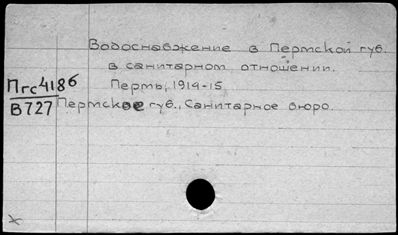 Водоснабжение в Пермской губ.
в санитарном отношении.
Пгс4186
Пермь, 1914-15
В727
Пермское губ., Санитарное бюро.